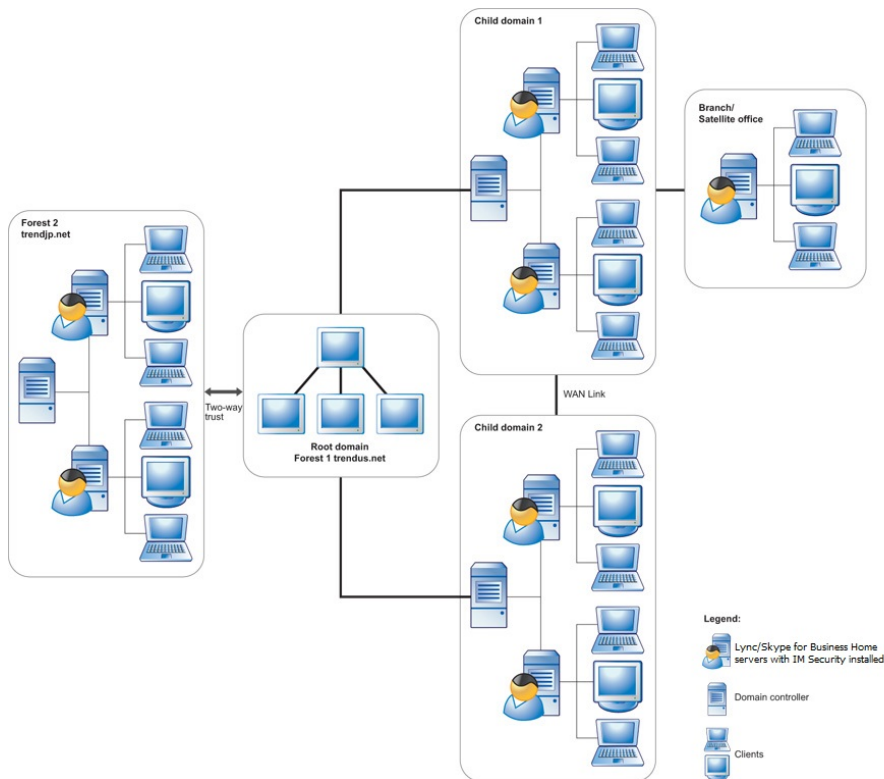 Child domain 1
Branch/
Satellite office
Forest 2
trendjp.net
Two-way
trust
Root domain
Forest 1 trendus.net
WAN Link
Child domain 2
Legend:
Lync/Skype for Business Home
servers with IM Security installed
Domain controller
Clients